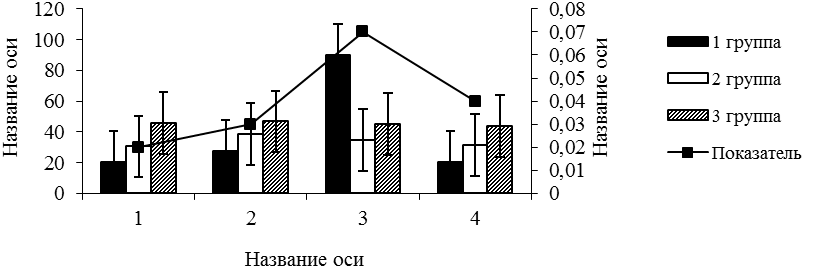 120
100
80
60
40
20
0
Название оси
0,08
0,07
0,06
0,05
0,04
0,03
0,02
0,01
0
Название оси
1 2 3 4
Название оси
1 группа
2 группа
3 группа
Показатель